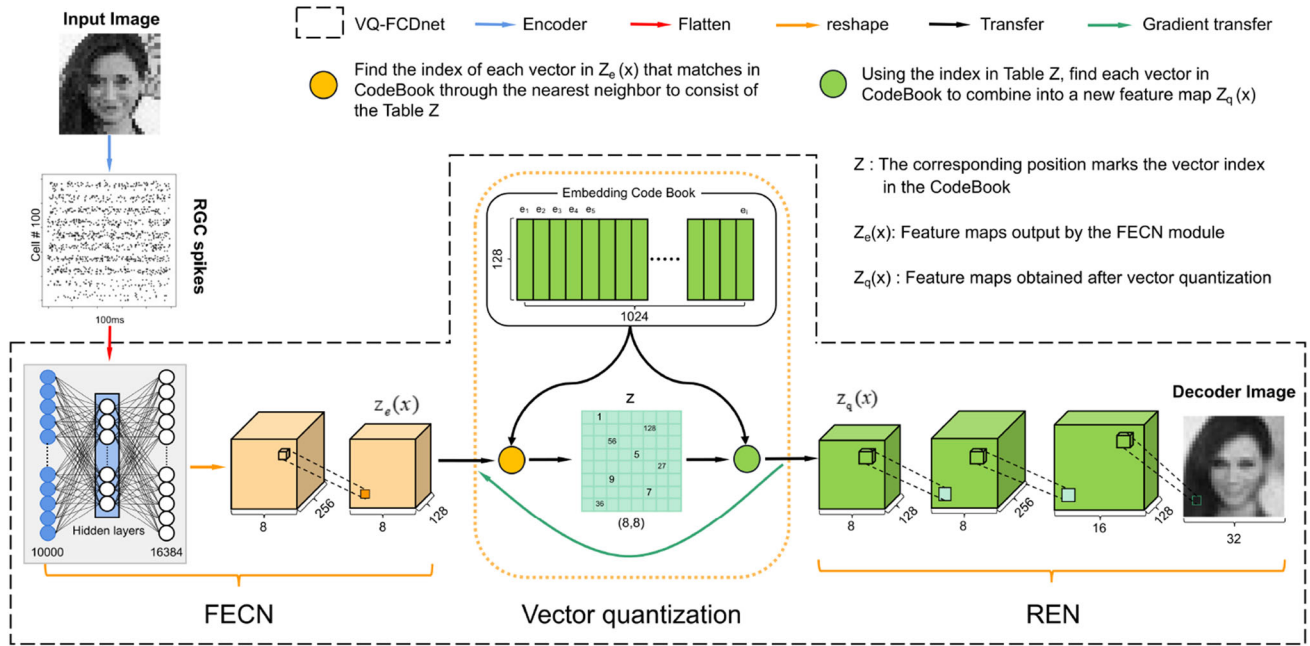 Input Image
VQ-FCDnet
Encoder
Flatten
reshape
Transfer
Gradient transfer
Find the index of each vector in Ze(x) that matches in
CodeBook through the nearest neighbor to consist of
the Table Z
Using the index in Table Z, find each vector in
CodeBook to combine into a new feature map Zq(x)
Z : The corresponding position marks the vector index
in the CodeBook
Ze(x): Feature maps output by the FECN module
Zq(x) : Feature maps obtained after vector quantization
Cell # 100
RGC spikes
100ms
Embedding Code Book
e1 e2 e3 e4 e5 ei
128
1024
Hidden layers
10000
16384
ze(x)
8
256
8
128
Z
1
128
56
5
27
9
7
36
(8,8)
zq(x)
Decoder Image
8
128
8
256
16
128
32
FECN
Vector quantization
REN